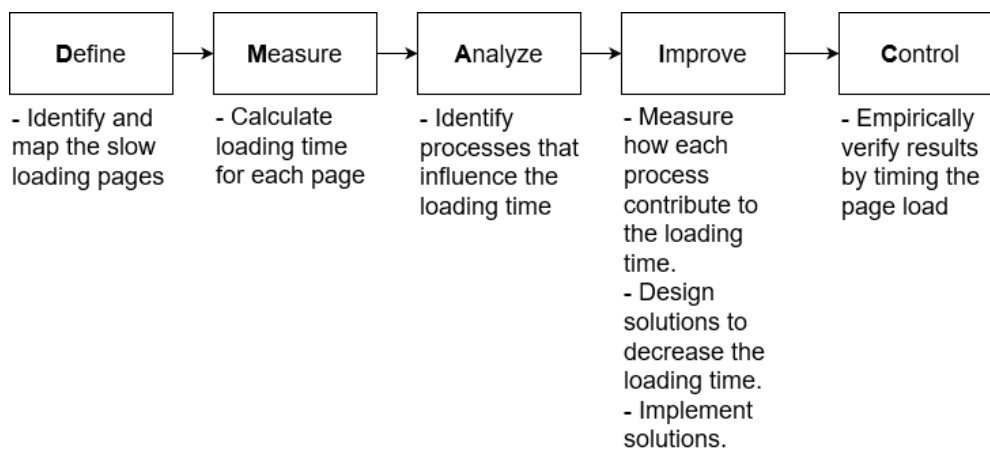 Define
Measure
Analyze
Improve
Control
- Identify and
map the slow
loading pages
- Calculate
loading time
for each page
- Identify
processes that
influence the
loading time
- Measure
how each
process
contribute to
the loading
time.
- Design
solutions to
decrease the
loading time.
- Implement
solutions.
- Empirically
verify results
by timing the
page load